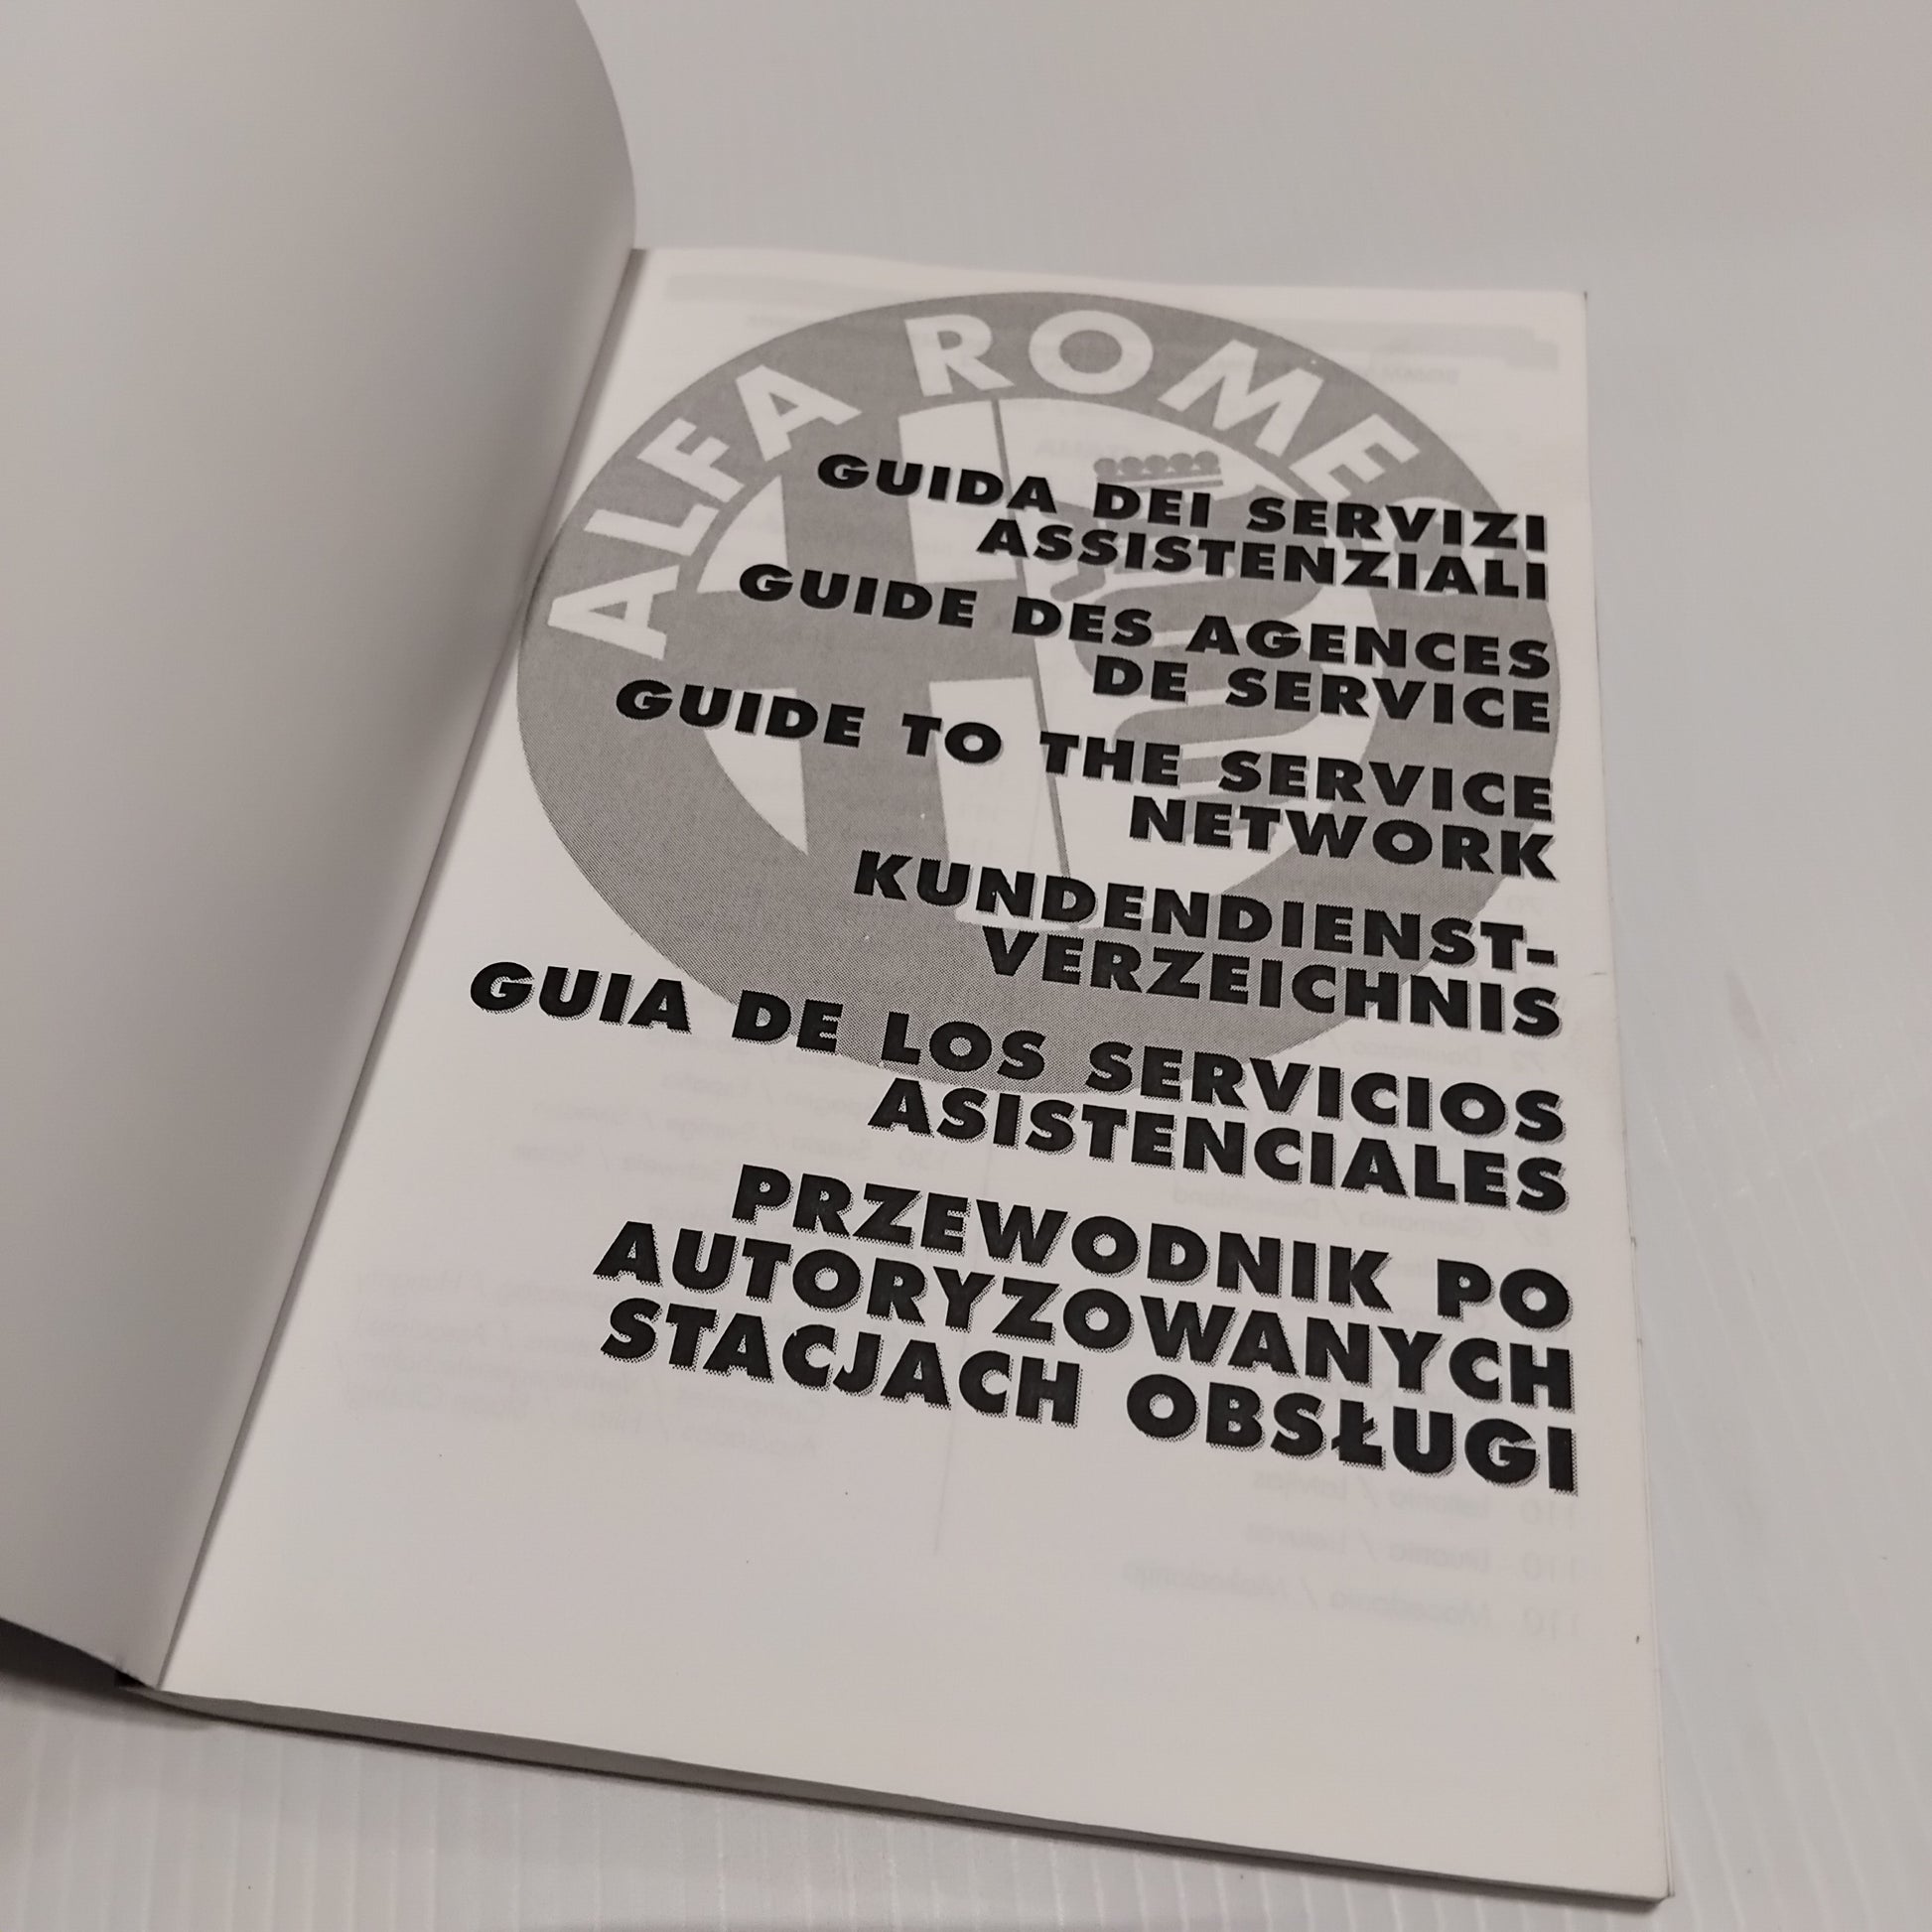 ALFA ROMEO
GUIDA DEI SERVIZI
ASSISTENZIALI
GUIDE DES AGENCES
DE SERVICE
GUIDE TO THE SERVICE
NETWORK
KUNDENDIENST-
VERZEICHNIS
GUIA DE LOS SERVICIOS
ASISTENCIALES
PRZEWODNIK PO
AUTORYZOWANYCH
STACJACH OBSŁUGI